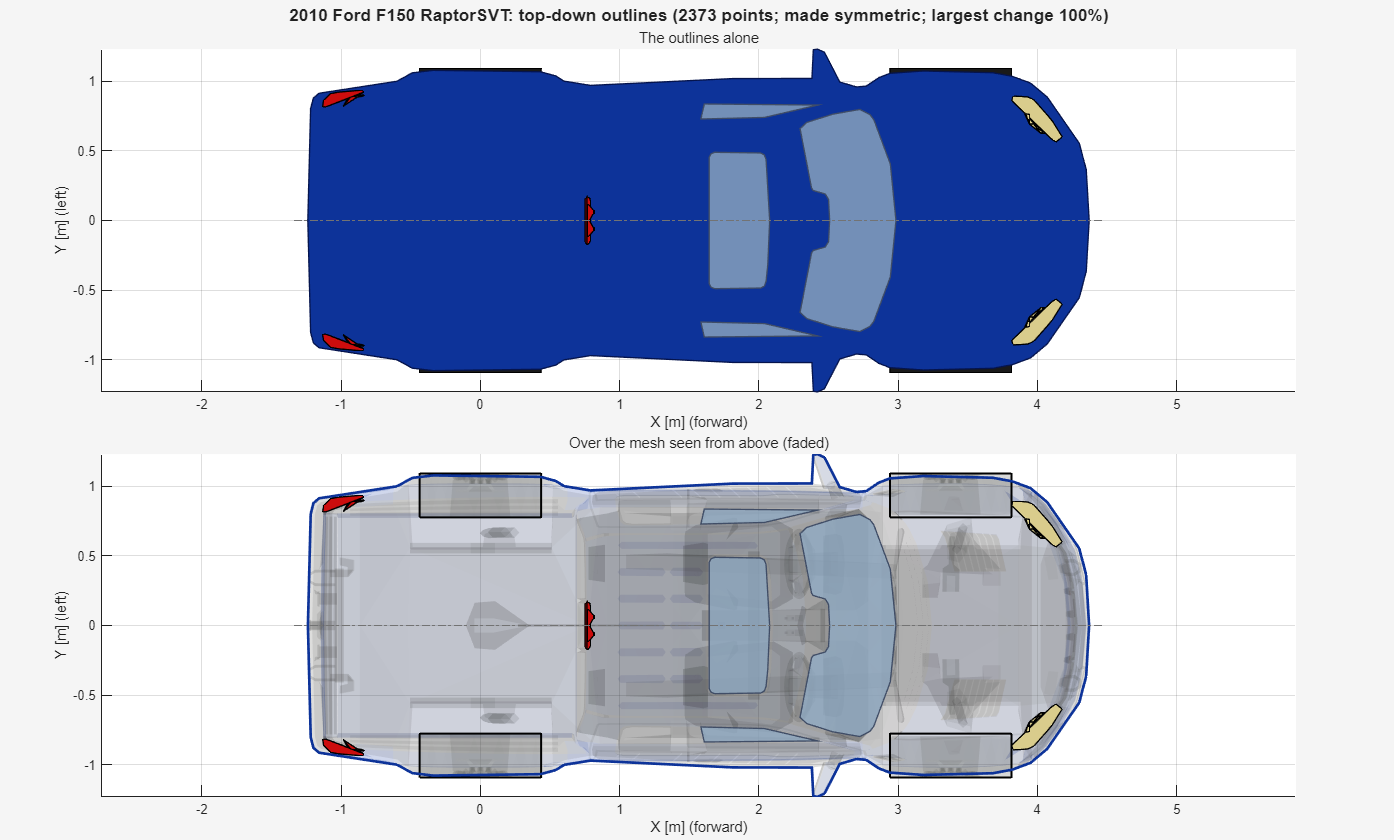 2010 Ford F150 RaptorSVT: top-down outlines (2373 points; made symmetric; largest change 100%)
The outlines alone
1
0.5
0
-0.5
-1
Y [m] (left)
-2 -1 0 1 2 3 4 5
X [m] (forward)
Over the mesh seen from above (faded)
1
0.5
0
-0.5
-1
Y [m] (left)
-2 -1 0 1 2 3 4 5
X [m] (forward)